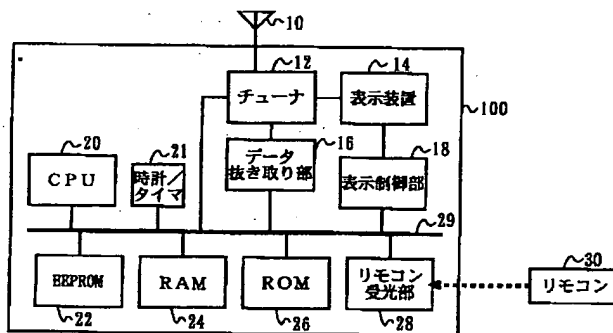 10
12
チューナ
14
表示装置
100
20
CPU
21
時計／
タイマ
16
データ
抜き取り部
18
表示制御部
29
EEPROM
22
RAM
24
ROM
26
リモコン
受光部
28
30
リモコン